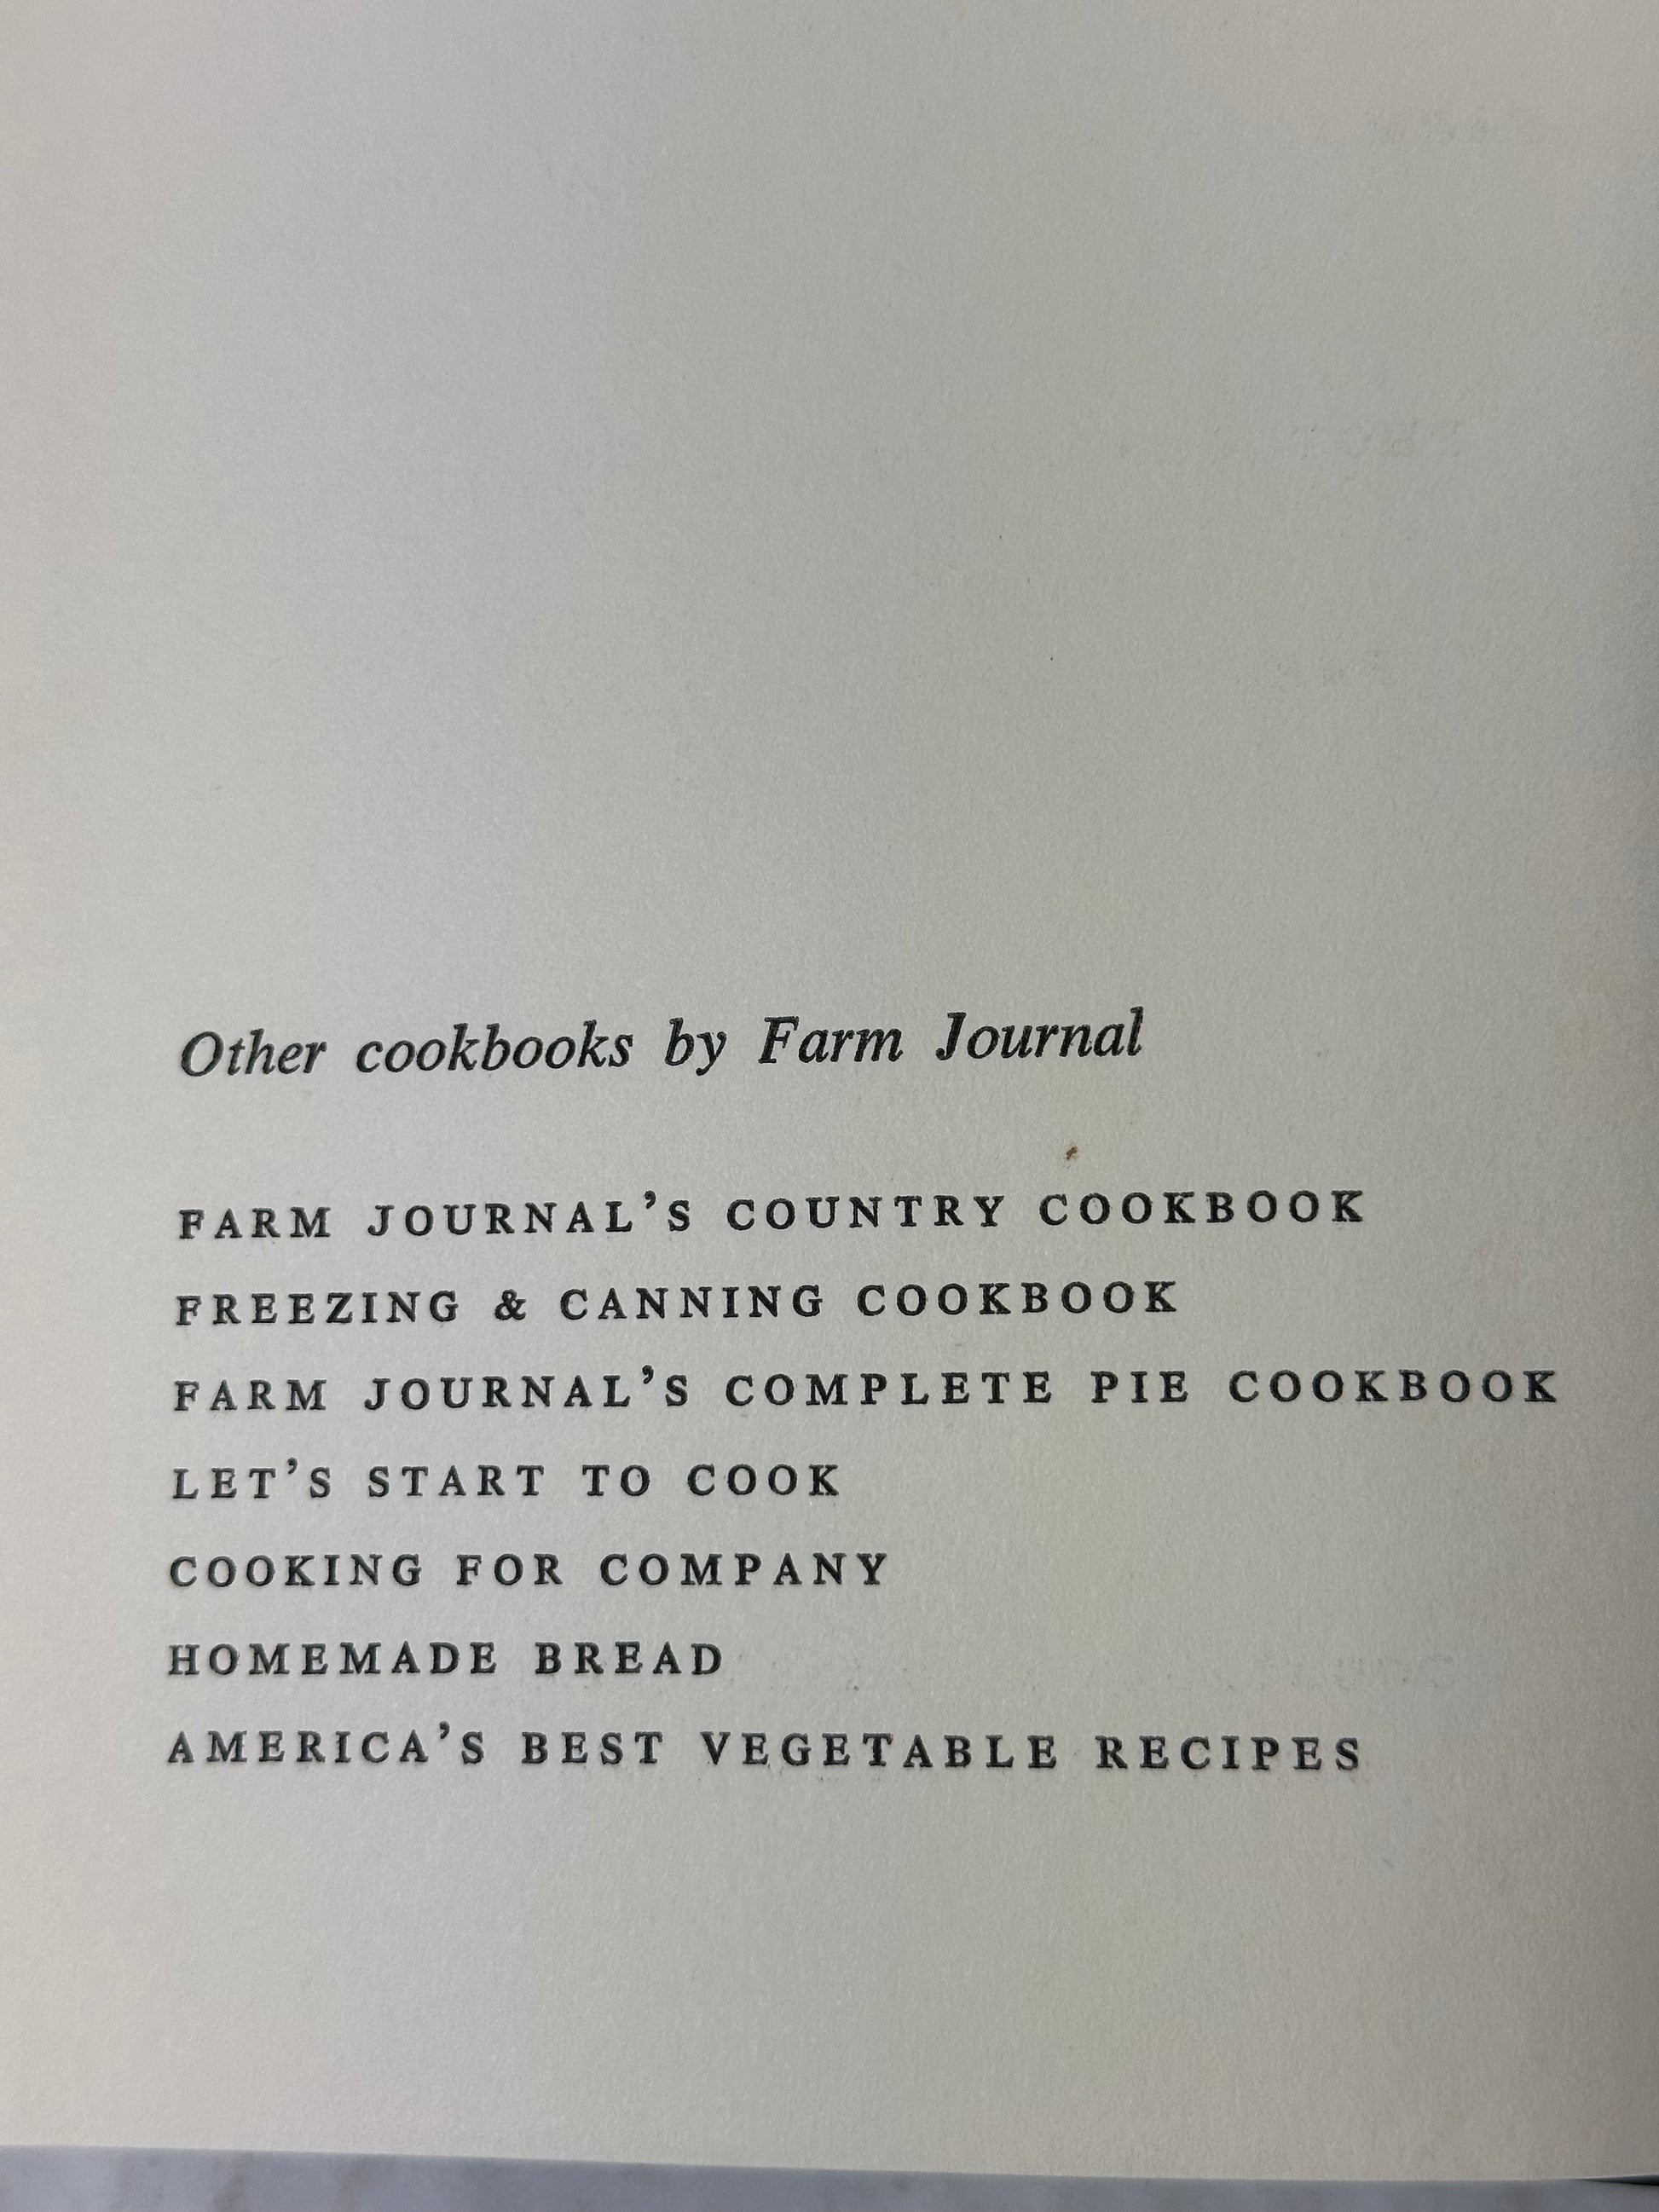 Other cookbooks by Farm Journal
FARM JOURNAL'S COUNTRY COOKBOOK
FREEZING & CANNING COOKBOOK
FARM JOURNAL'S COMPLETE PIE COOKBOOK
LET'S START TO COOK
COOKING FOR COMPANY
HOMEMADE BREAD
AMERICA'S BEST VEGETABLE RECIPES